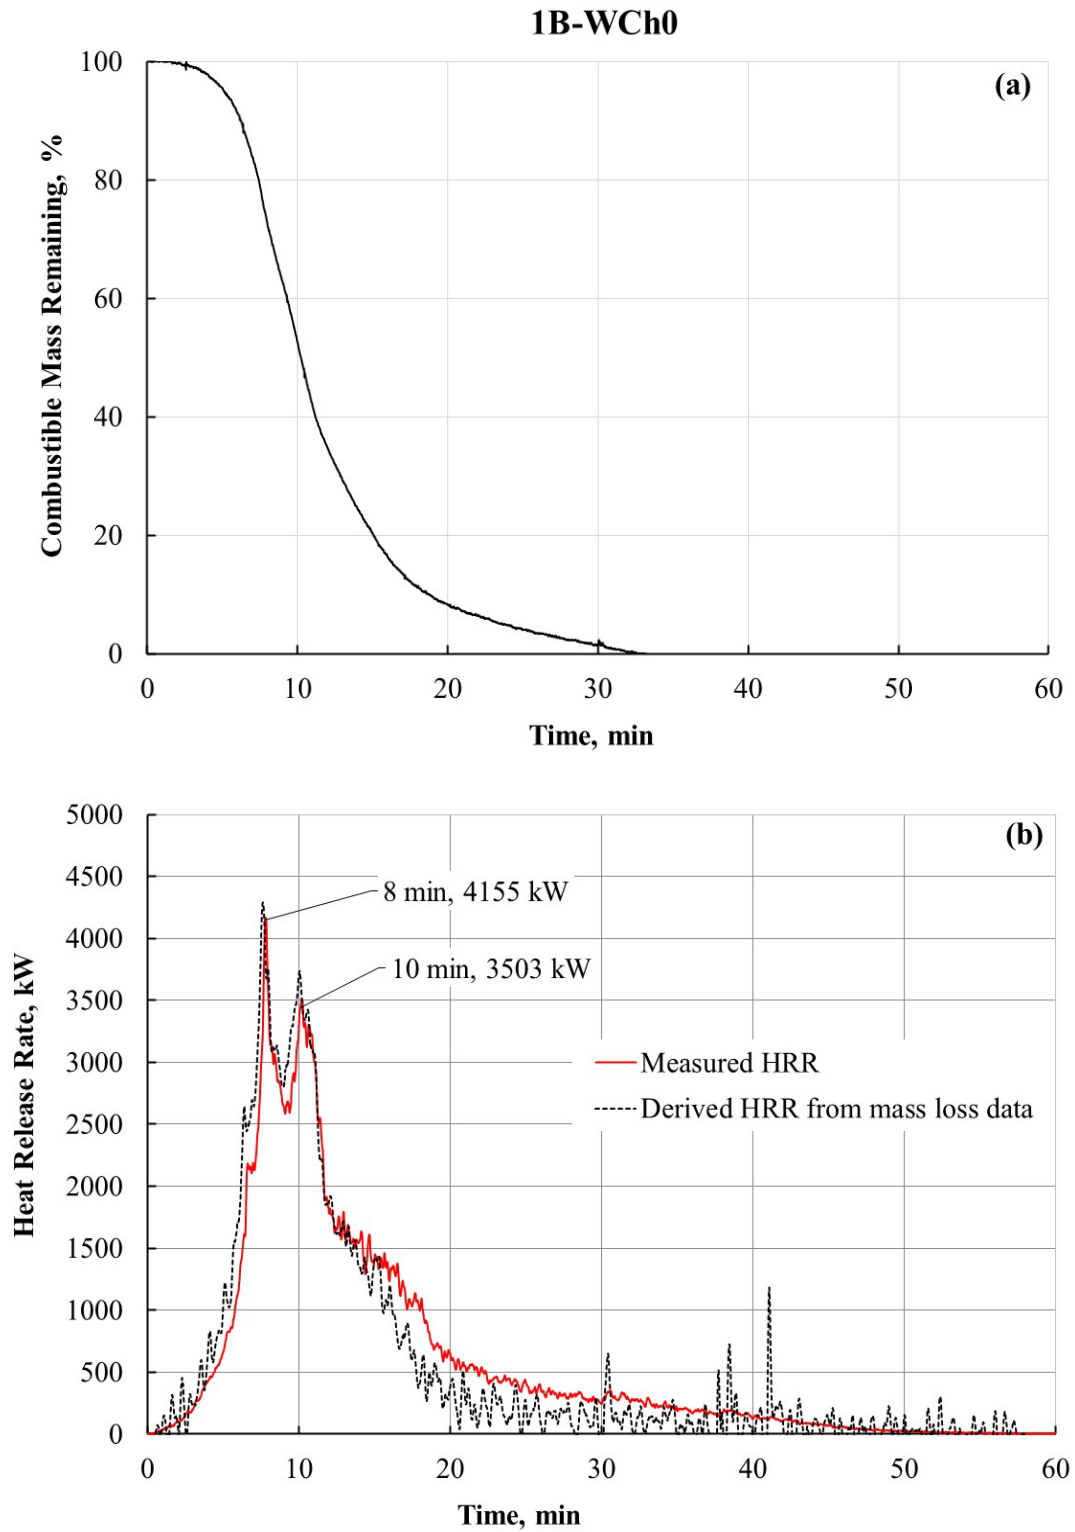 1B-WCh0
(a)
100
80
60
40
20
0
Combustible Mass Remaining, %
0 10 20 30 40 50 60
Time, min
(b)
5000
4500
4000
3500
3000
2500
2000
1500
1000
500
0
Heat Release Rate, kW
8 min, 4155 kW
10 min, 3503 kW
Measured HRR
Derived HRR from mass loss data
0 10 20 30 40 50 60
Time, min